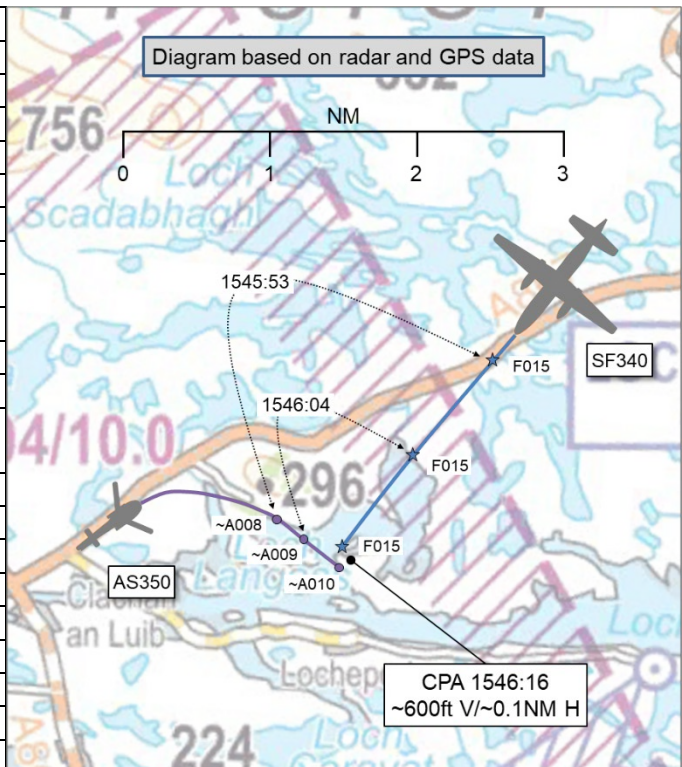 Diagram based on radar and GPS data
NM
0 1 2 3
756
Loch
Scadabhagh
1545:53
F015
SF340
1546:04
F015
04/10.0
296
~A008
~A009
F015
~A010
AS350
Clachan
an Luib
Langais
Loch
Lochep
CPA 1546:16
~600ft V/~0.1NM H
224
Loch